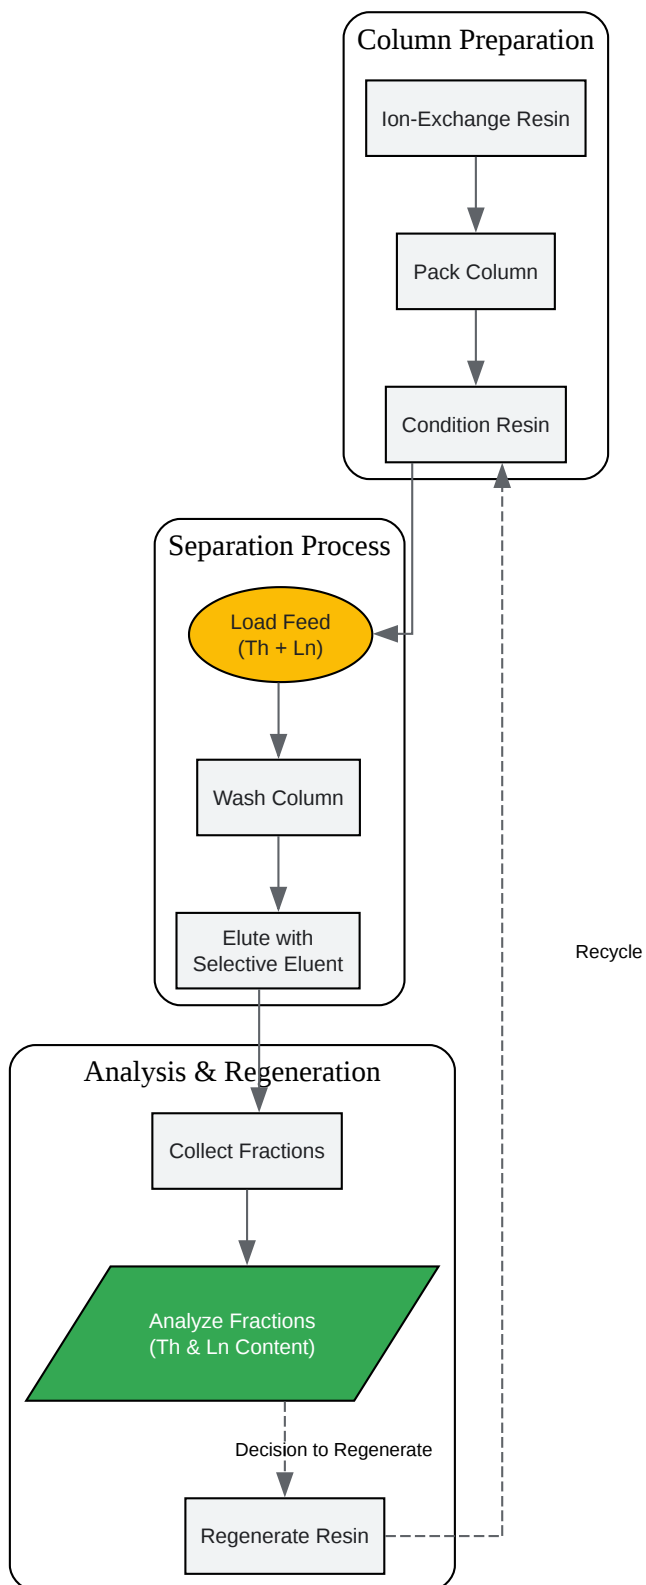 Column Preparation
Ion-Exchange Resin
Pack Column
Condition Resin
Separation Process
Load Feed
(Th + Ln)
Wash Column
Elute with
Selective Eluent
Recycle
Analysis & Regeneration
Collect Fractions
Analyze Fractions
(Th & Ln Content)
Decision to Regenerate
Regenerate Resin